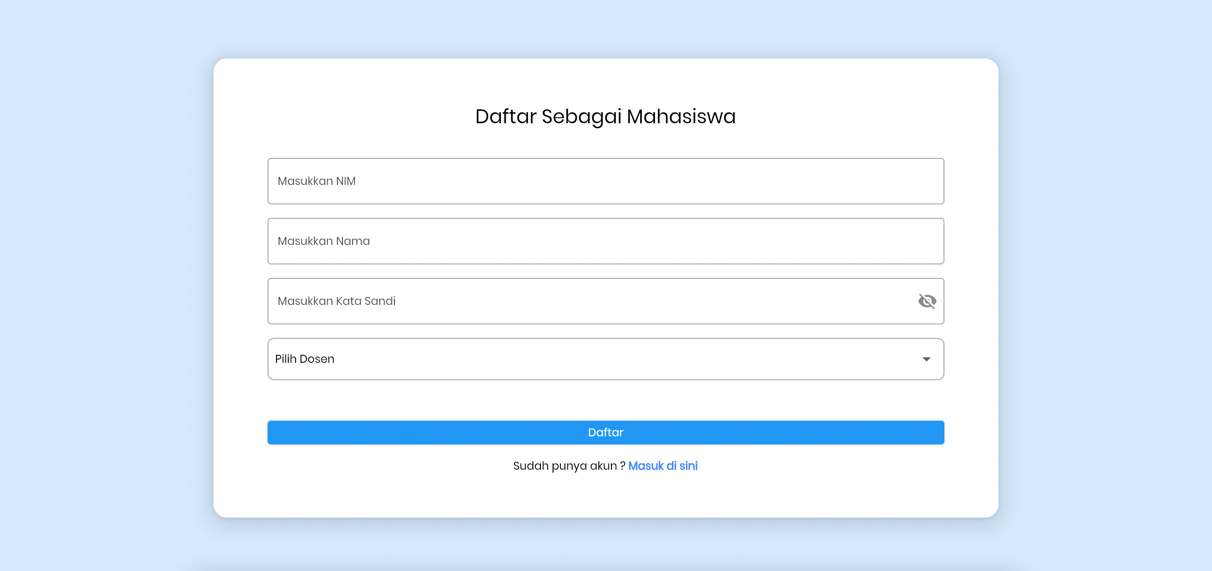 Daftar Sebagai Mahasiswa
Masukkan NIM
Masukkan Nama
Masukkan Kata Sandi
Pilih Dosen
Daftar
Sudah punya akun ? Masuk di sini